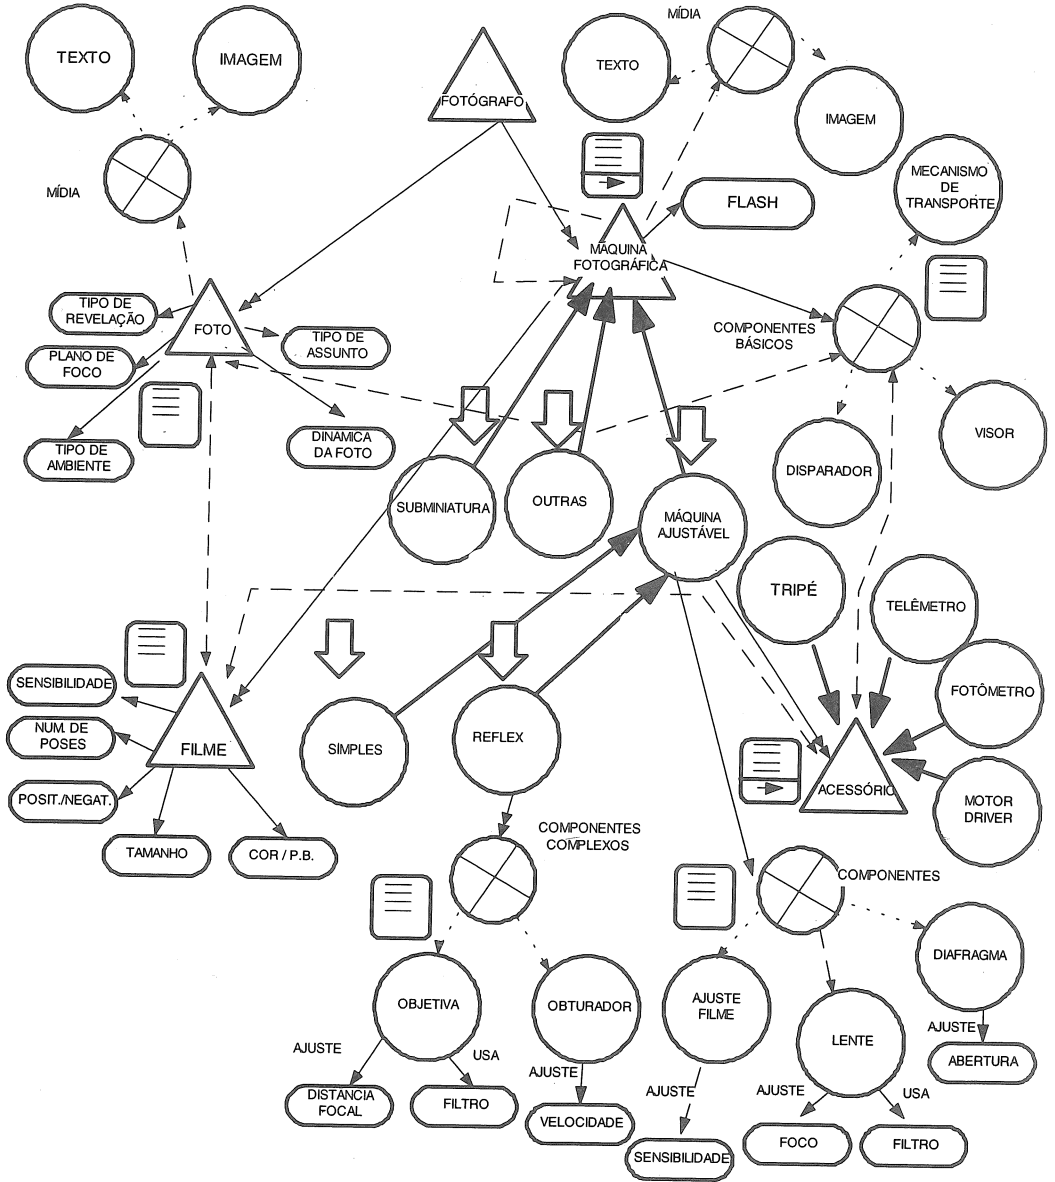 MÍDIA
TEXTO
IMAGEM
FOTÓGRAFO
TEXTO
IMAGEM
MÍDIA
MECANISMO
DE
TRANSPORTE
FLASH
MÁQUINA
FOTOGRÁFICA
TIPO DE
REVELAÇÃO
FOTO
TIPO DE
ASSUNTO
PLANO DE
FOCO
COMPONENTES
BÁSICOS
TIPO DE
AMBIENTE
DINAMICA
DA FOTO
VISOR
DISPARADOR
SUBMINIATURA
OUTRAS
MÁQUINA
AJUSTÁVEL
TRIPÉ
TELÊMETRO
SENSIBILIDADE
FOTÔMETRO
NUM. DE
POSES
FILME
SIMPLES
REFLEX
ACESSÓRIO
POSIT./NEGAT.
MOTOR
DRIVER
TAMANHO
COR / P.B.
COMPONENTES
COMPLEXOS
COMPONENTES
DIAFRAGMA
OBJETIVA
OBTURADOR
AJUSTE
FILME
LENTE
AJUSTE
AJUSTE
USA
ABERTURA
AJUSTE
DISTANCIA
FOCAL
FILTRO
AJUSTE
AJUSTE
USA
VELOCIDADE
FOCO
FILTRO
SENSIBILIDADE